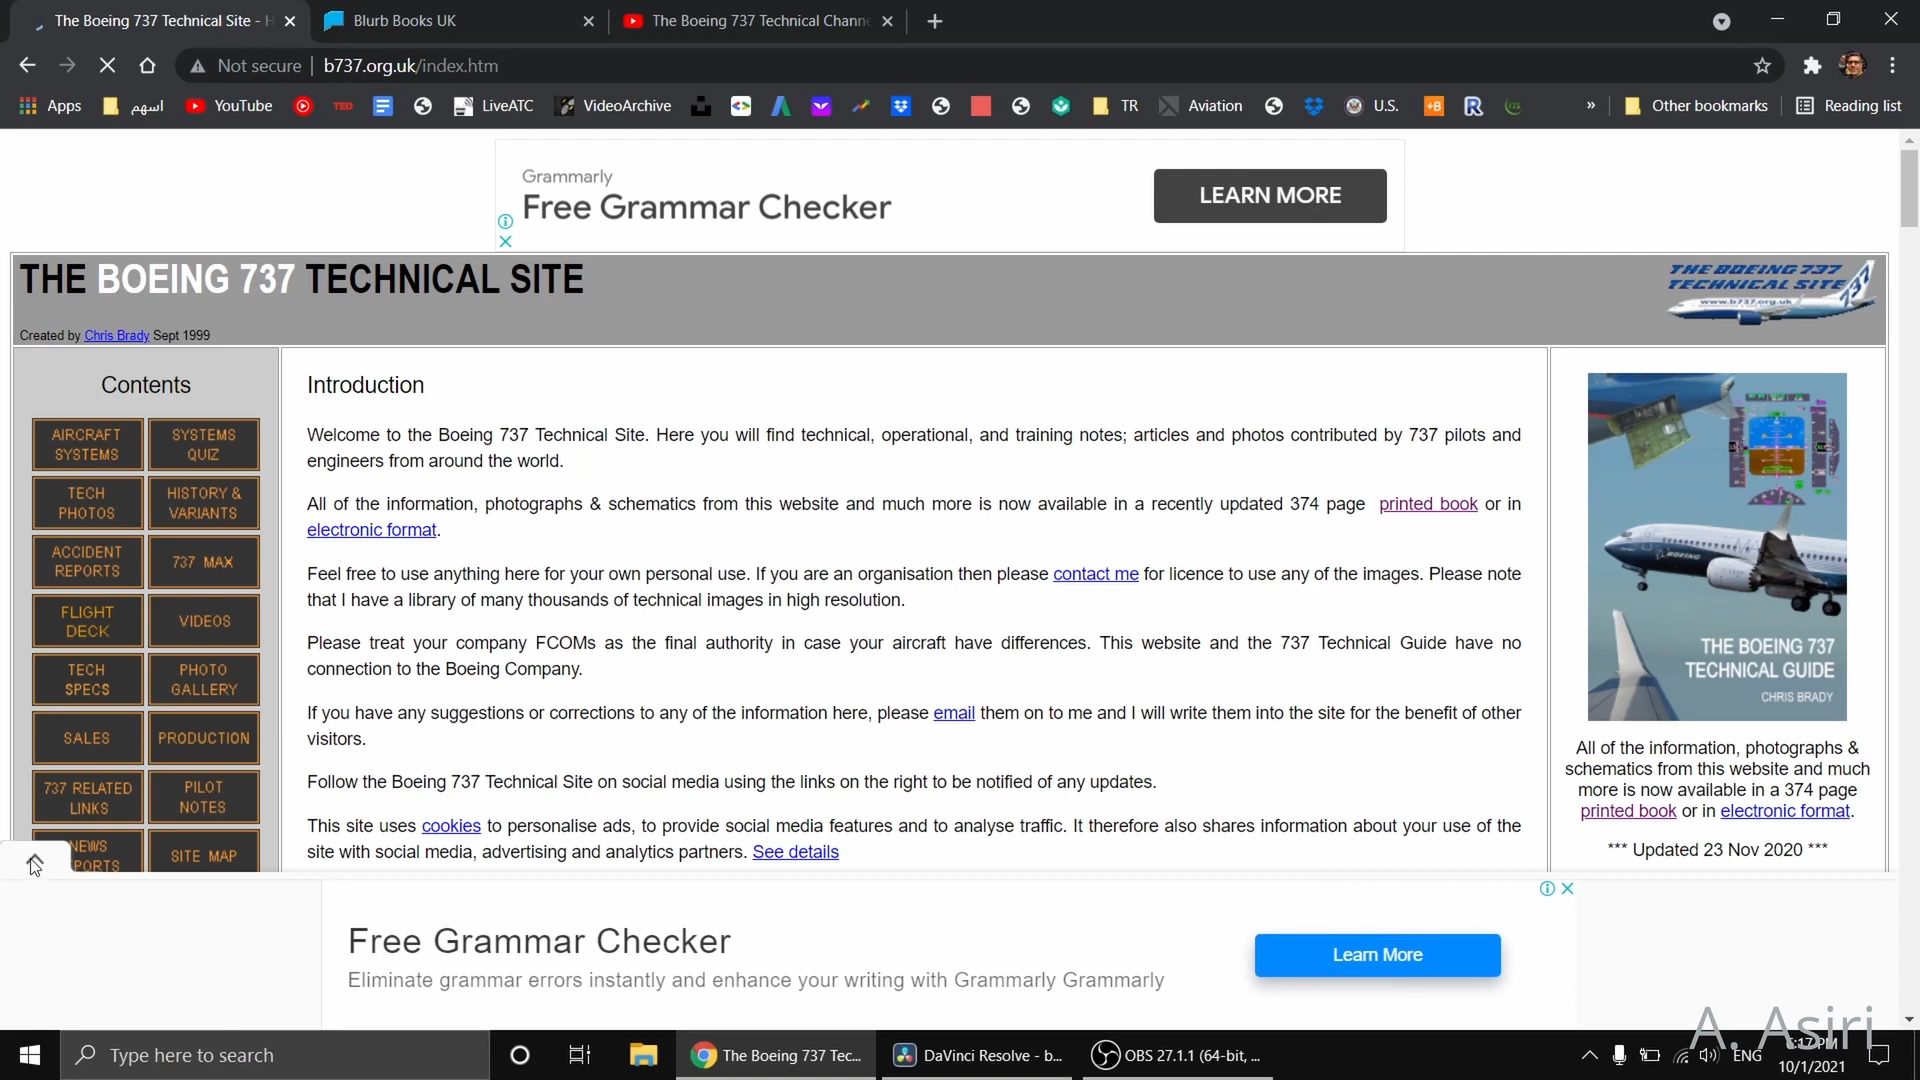 The Boeing 737 Technical Site - H
Blurb Books UK
The Boeing 737 Technical Channe
Not secure
b737.org.uk/index.htm
Apps
اسهم
YouTube
TED
LiveATC
VideoArchive
TR
Aviation
U.S.
+B
R
»
Other bookmarks
Reading list
Grammarly
Free Grammar Checker
LEARN MORE
THE BOEING 737 TECHNICAL SITE
Created by Chris Brady Sept 1999
THE BOEING 737
TECHNICAL SITE
www.b737.org.uk
737
Contents
AIRCRAFT
SYSTEMS
SYSTEMS
QUIZ
TECH
PHOTOS
HISTORY &
VARIANTS
ACCIDENT
REPORTS
737 MAX
FLIGHT
DECK
VIDEOS
TECH
SPECS
PHOTO
GALLERY
SALES
PRODUCTION
737 RELATED
LINKS
PILOT
NOTES
NEWS
PORTS
SITE MAP
Introduction
Welcome to the Boeing 737 Technical Site. Here you will find technical, operational, and training notes; articles and photos contributed by 737 pilots and
engineers from around the world.
All of the information, photographs & schematics from this website and much more is now available in a recently updated 374 page printed book or in
electronic format.
Feel free to use anything here for your own personal use. If you are an organisation then please contact me for licence to use any of the images. Please note
that I have a library of many thousands of technical images in high resolution.
Please treat your company FCOMs as the final authority in case your aircraft have differences. This website and the 737 Technical Guide have no
connection to the Boeing Company.
If you have any suggestions or corrections to any of the information here, please email them on to me and I will write them into the site for the benefit of other
visitors.
Follow the Boeing 737 Technical Site on social media using the links on the right to be notified of any updates.
This site uses cookies to personalise ads, to provide social media features and to analyse traffic. It therefore also shares information about your use of the
site with social media, advertising and analytics partners. See details
BOEING
THE BOEING 737
TECHNICAL GUIDE
CHRIS BRADY
All of the information, photographs &
schematics from this website and much
more is now available in a 374 page
printed book or in electronic format.
*** Updated 23 Nov 2020 ***
Free Grammar Checker
Eliminate grammar errors instantly and enhance your writing with Grammarly Grammarly
Learn More
A. Asiri
Type here to search
The Boeing 737 Tec...
DaVinci Resolve - b...
OBS 27.1.1 (64-bit, ...
ENG
5:17 PM
10/1/2021